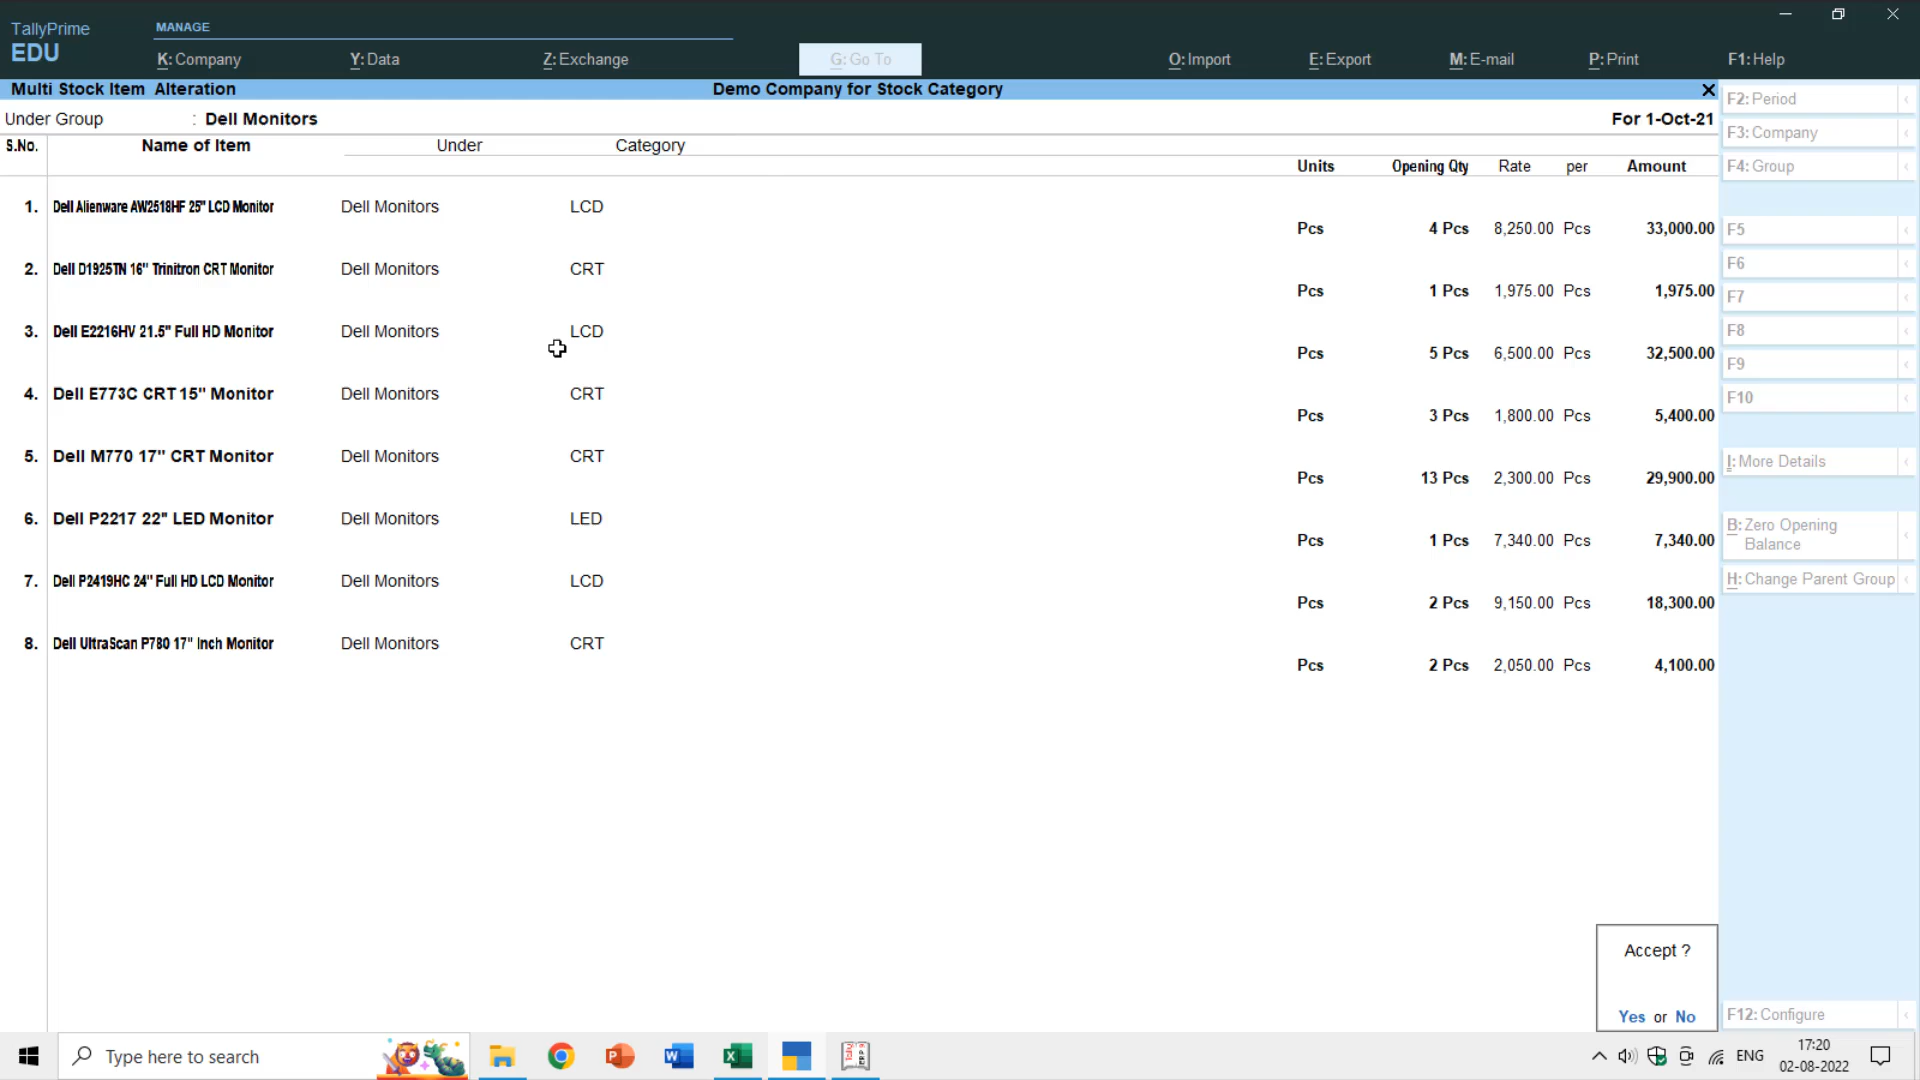 TallyPrime
EDU
MANAGE
K: Company
Y: Data
Z: Exchange
G: Go To
O: Import
E: Export
M: E-mail
P: Print
F1: Help
Multi Stock Item Alteration
Demo Company for Stock Category
Under Group : Dell Monitors
For 1-Oct-21
S.No. Name of Item Under Category
Units Opening Qty Rate per Amount
1. Dell Alienware AW2518HF 25" LCD Monitor Dell Monitors LCD
Pcs 4 Pcs 8,250.00 Pcs 33,000.00
2. Dell D1925TN 16" Trinitron CRT Monitor Dell Monitors CRT
Pcs 1 Pcs 1,975.00 Pcs 1,975.00
3. Dell E2216HV 21.5" Full HD Monitor Dell Monitors LCD
Pcs 5 Pcs 6,500.00 Pcs 32,500.00
4. Dell E773C CRT 15" Monitor Dell Monitors CRT
Pcs 3 Pcs 1,800.00 Pcs 5,400.00
5. Dell M770 17" CRT Monitor Dell Monitors CRT
Pcs 13 Pcs 2,300.00 Pcs 29,900.00
6. Dell P2217 22" LED Monitor Dell Monitors LED
Pcs 1 Pcs 7,340.00 Pcs 7,340.00
7. Dell P2419HC 24" Full HD LCD Monitor Dell Monitors LCD
Pcs 2 Pcs 9,150.00 Pcs 18,300.00
8. Dell UltraScan P780 17" Inch Monitor Dell Monitors CRT
Pcs 2 Pcs 2,050.00 Pcs 4,100.00
F2: Period
F3: Company
F4: Group
F5
F6
F7
F8
F9
F10
I: More Details
B: Zero Opening
Balance
H: Change Parent Group
F12: Configure
Accept ?
Yes or No
Type here to search
ENG
17:20
02-08-2022